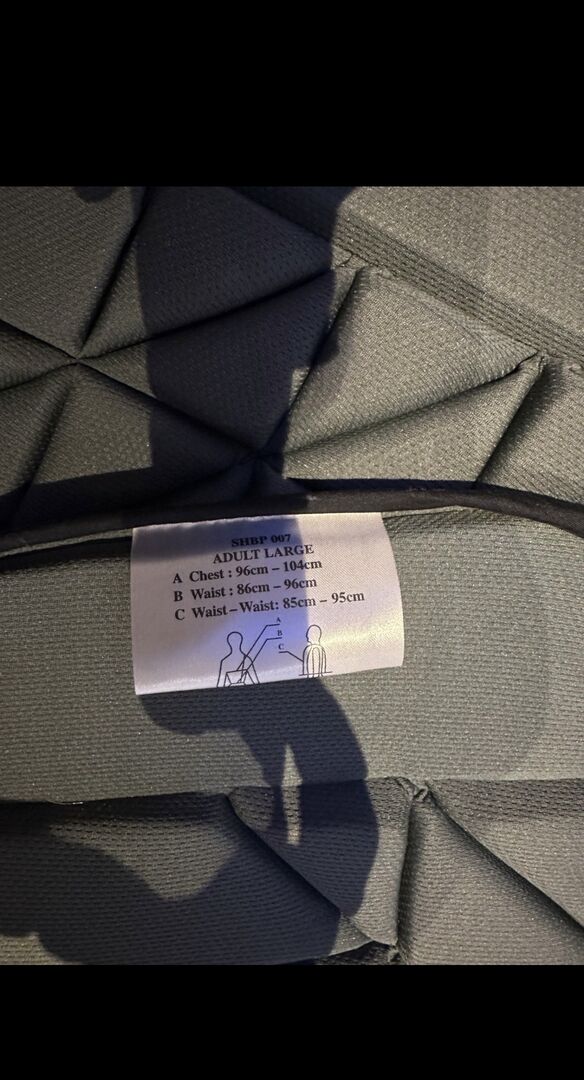 SHBP 007
ADULT LARGE
A Chest : 96cm – 104cm
B Waist : 86cm – 96cm
C Waist–Waist: 85cm – 95cm
A
B
C